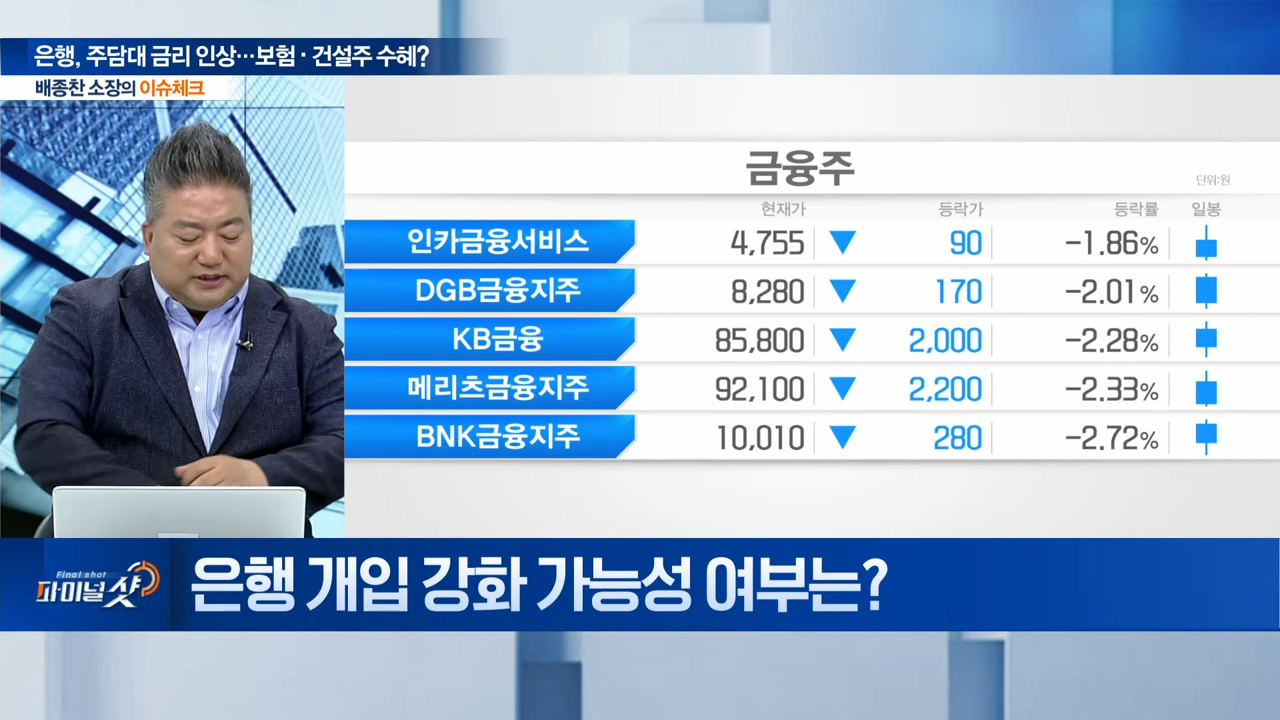 은행, 주담대 금리 인상…보험·건설주 수혜?
배종찬 소장의 이슈체크
금융주
단위:원
현재가 등락가 등락률 일봉
인카금융서비스 4,755 ▼ 90 -1.86%
DGB금융지주 8,280 ▼ 170 -2.01%
KB금융 85,800 ▼ 2,000 -2.28%
메리츠금융지주 92,100 ▼ 2,200 -2.33%
BNK금융지주 10,010 ▼ 280 -2.72%
Final shot
파이널샷
은행 개입 강화 가능성 여부는?